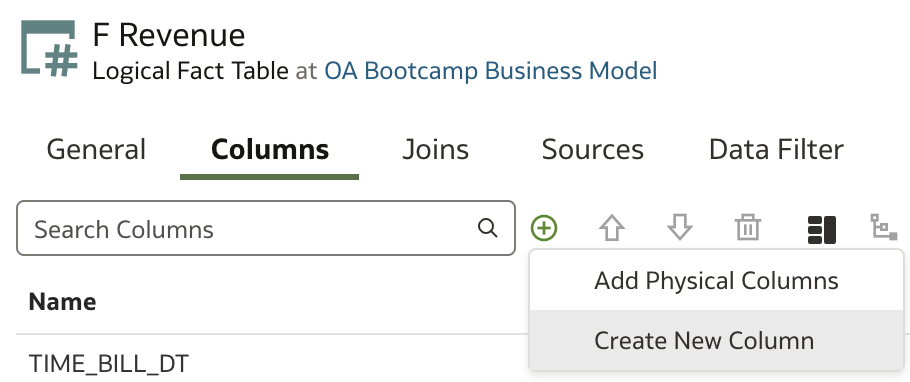 F Revenue
Logical Fact Table at OA Bootcamp Business Model
General Columns Joins Sources Data Filter
Search Columns
Add Physical Columns
Name
Create New Column
TIME_BILL_DT